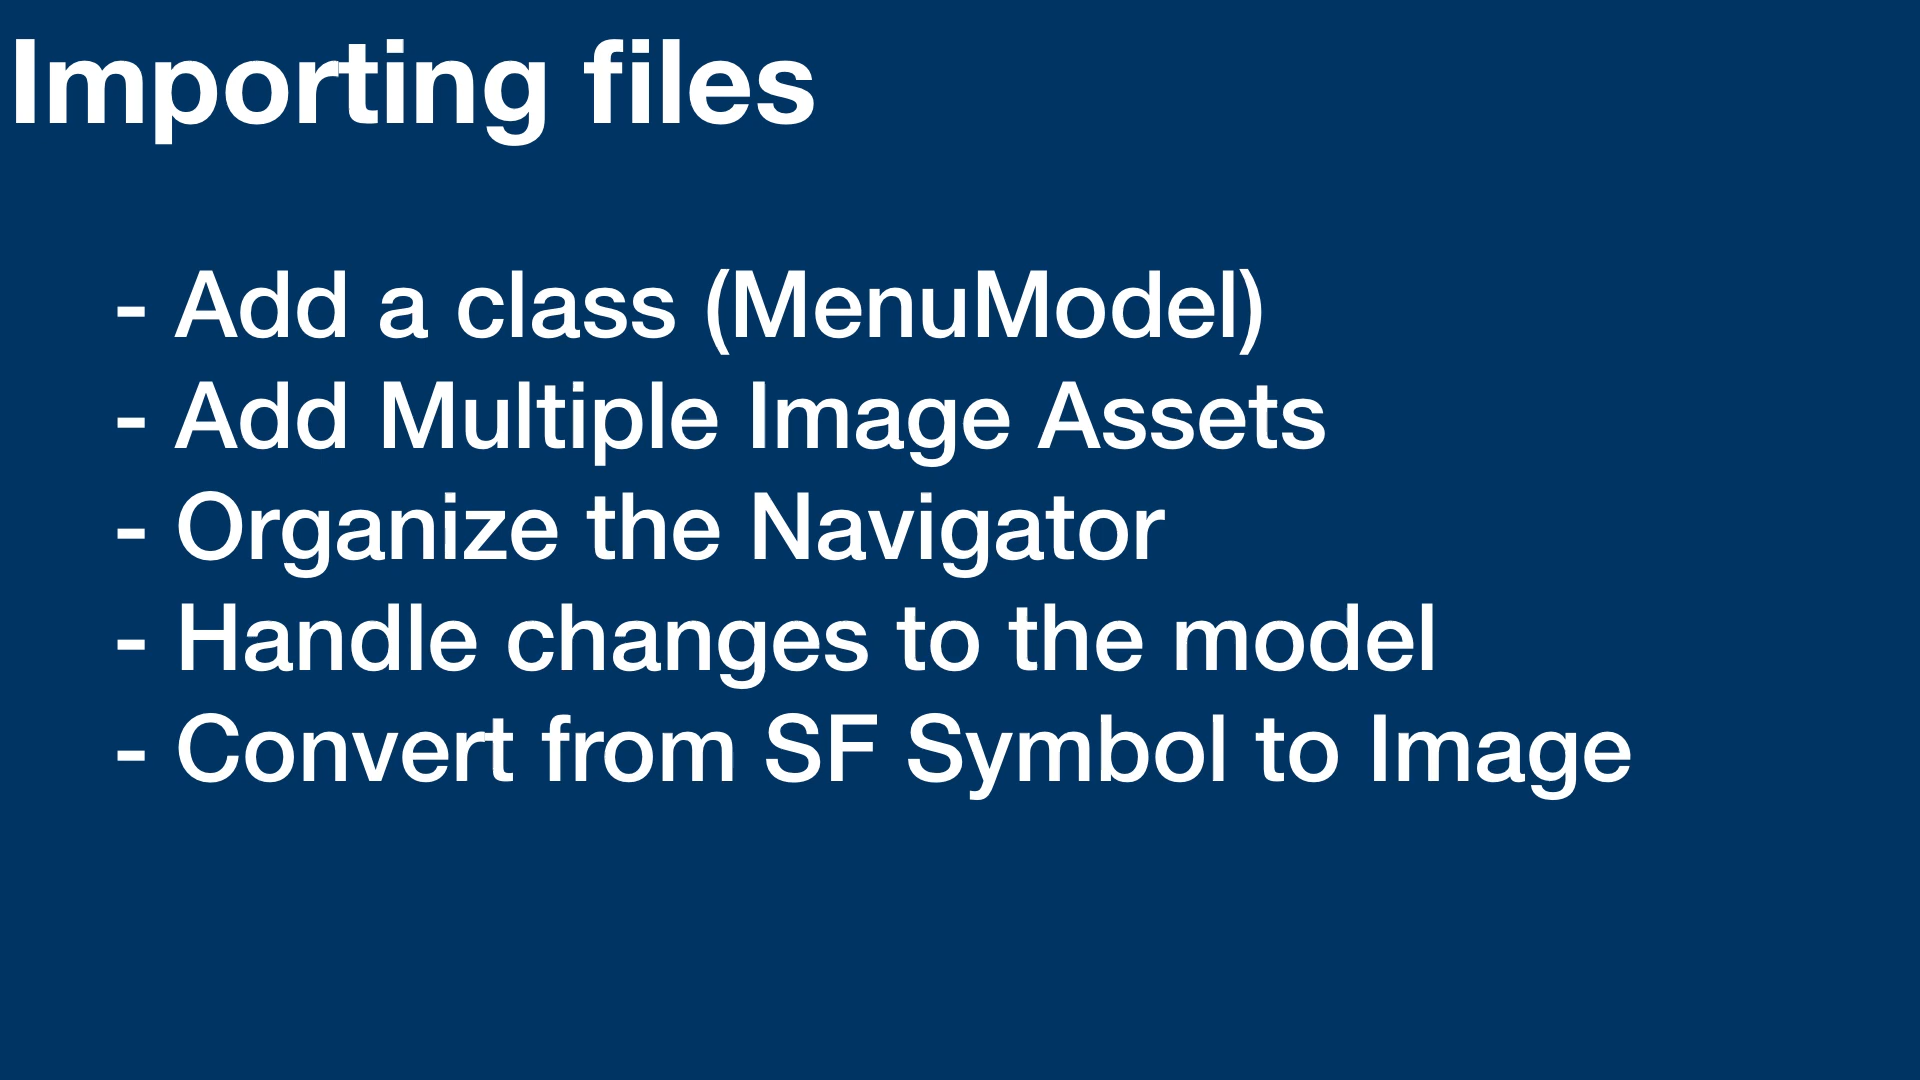 Importing files
- Add a class (MenuModel)
- Add Multiple Image Assets
- Organize the Navigator
- Handle changes to the model
- Convert from SF Symbol to Image